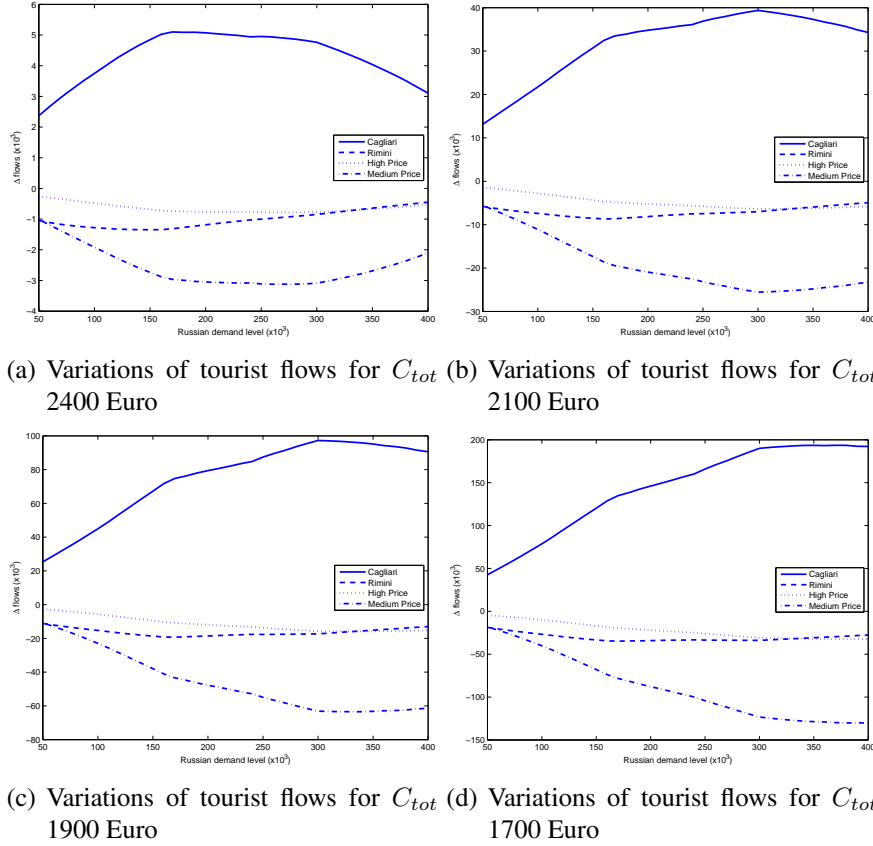 6
5
4
3
2
1
0
−1
−2
−3
−4
Δ flows (x10³)
50 100 150 200 250 300 350 400
Russian demand level (x10³)
Cagliari
Rimini
High Price
Medium Price
40
30
20
10
0
−10
−20
−30
Δ flows (x10³)
50 100 150 200 250 300 350 400
Russian demand level (x10³)
Cagliari
Rimini
High Price
Medium Price
(a) Variations of tourist flows for C_tot
2400 Euro
(b) Variations of tourist flows for C_tot
2100 Euro
100
80
60
40
20
0
−20
−40
−60
−80
Δ flows (x10³)
50 100 150 200 250 300 350 400
Russian demand level (x10³)
Cagliari
Rimini
High Price
Medium Price
200
150
100
50
0
−50
−100
−150
Δ flows (x10³)
50 100 150 200 250 300 350 400
Russian demand level (x10³)
Cagliari
Rimini
High Price
Medium Price
(c) Variations of tourist flows for C_tot
1900 Euro
(d) Variations of tourist flows for C_tot
1700 Euro